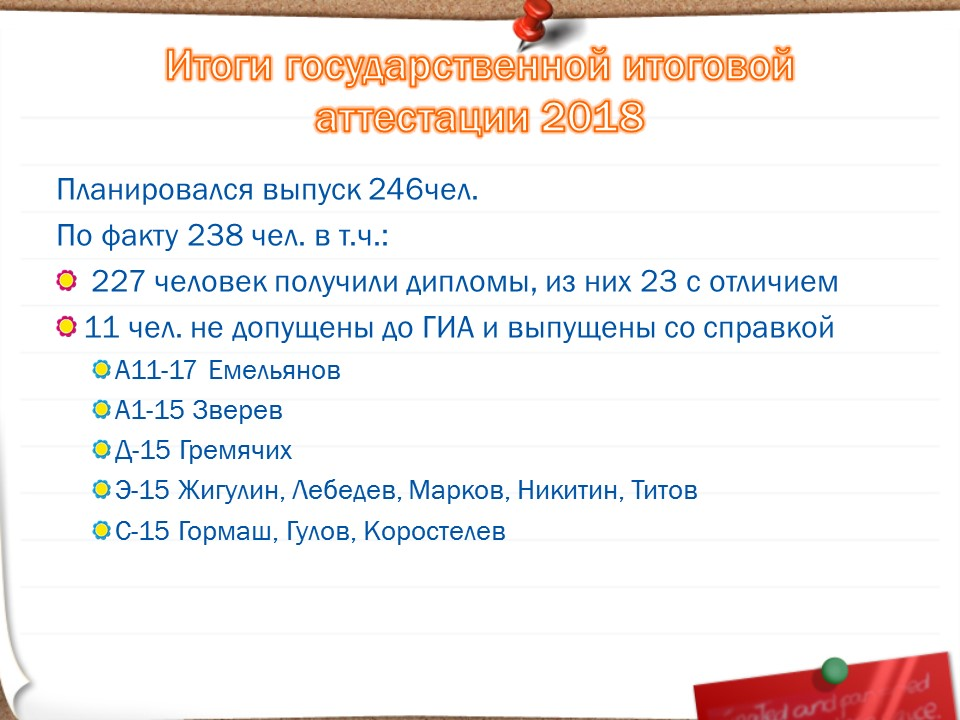 Итоги государственной итоговой
аттестации 2018
Планировался выпуск 246чел.
По факту 238 чел. в т.ч.:
227 человек получили дипломы, из них 23 с отличием
11 чел. не допущены до ГИА и выпущены со справкой
А11-17 Емельянов
А1-15 Зверев
Д-15 Гремячих
Э-15 Жигулин, Лебедев, Марков, Никитин, Титов
С-15 Гормаш, Гулов, Коростелев